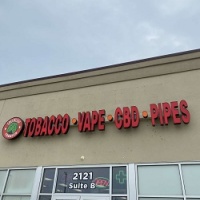 TOBACCO • VAPE • CBD • PIPES
2121
Suite B